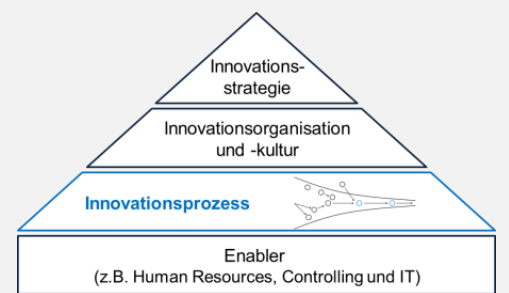 Innovations-
strategie
Innovationsorganisation
und -kultur
Innovationsprozess
Enabler
(z.B. Human Resources, Controlling und IT)